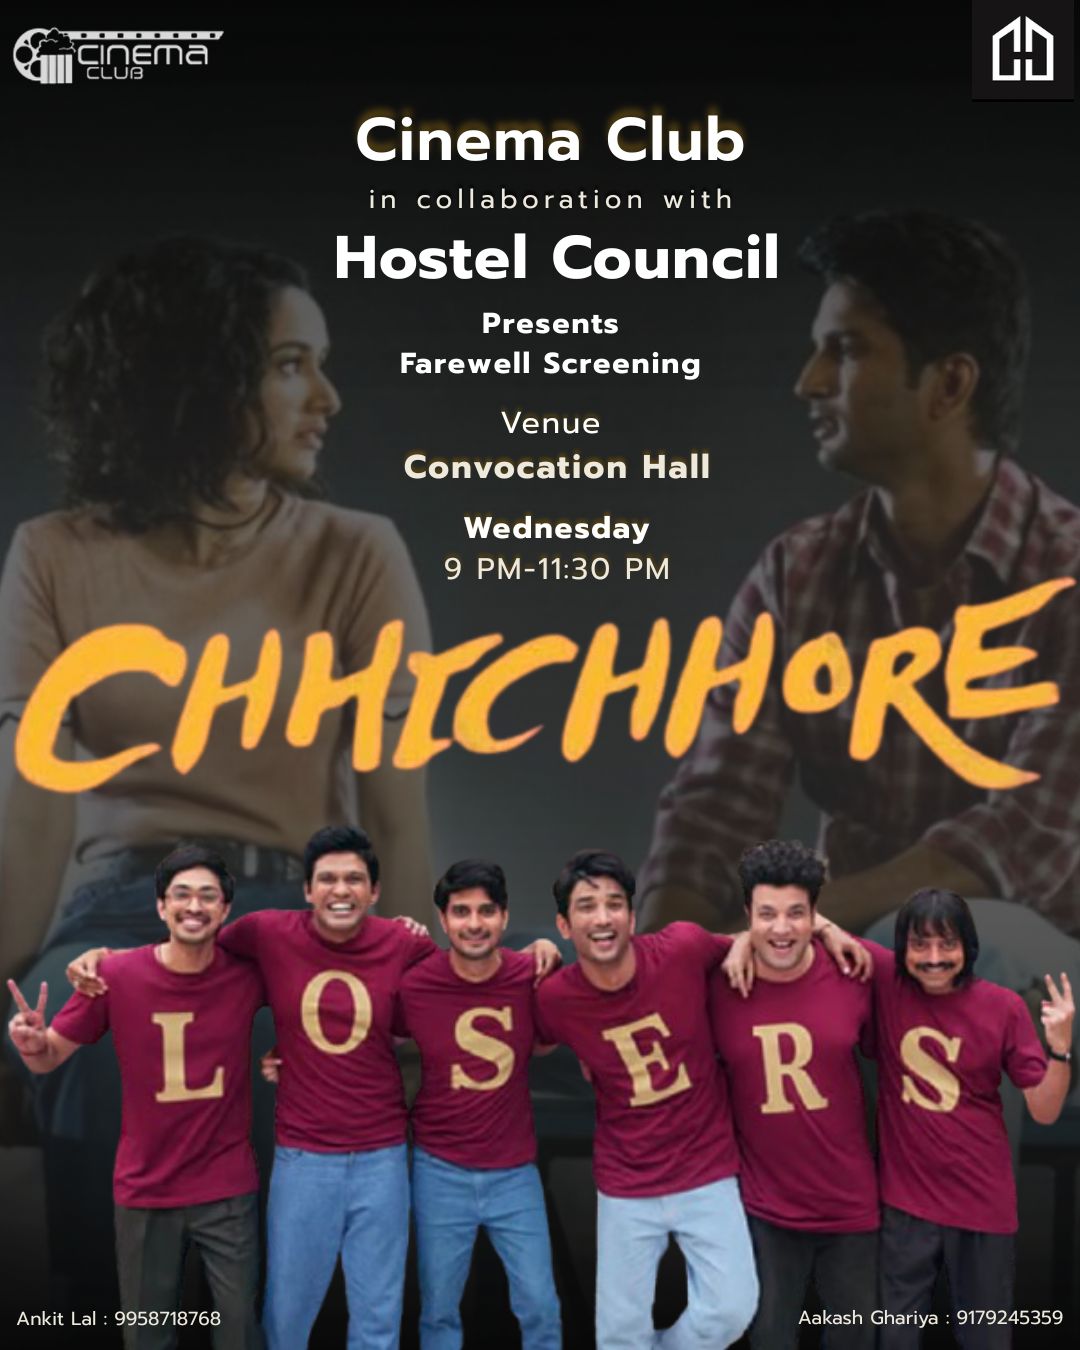 CINEMA
CLUB
Cinema Club
in collaboration with
Hostel Council
Presents
Farewell Screening
Venue
Convocation Hall
Wednesday
9 PM-11:30 PM
CHHICHHORE
L O S E R S
Ankit Lal : 9958718768
Aakash Ghariya : 9179245359